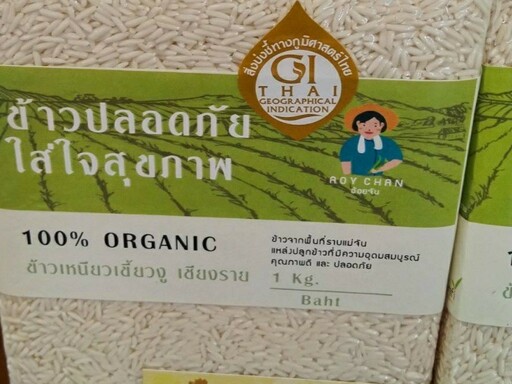 สิ่งบ่งชี้ทางภูมิศาสตร์ไทย
GI
THAI
GEOGRAPHICAL
INDICATION
ข้าวปลอดภัย
ใส่ใจสุขภาพ
ROY CHAN
ร้อยจัน
100% ORGANIC
ข้าวเหนียวเขี้ยวงู เชียงราย
ข้าวจากพื้นที่ราบแม่จัน
แหล่งปลูกข้าวที่มีความอุดมสมบูรณ์
คุณภาพดี และ ปลอดภัย
1 Kg.
Baht